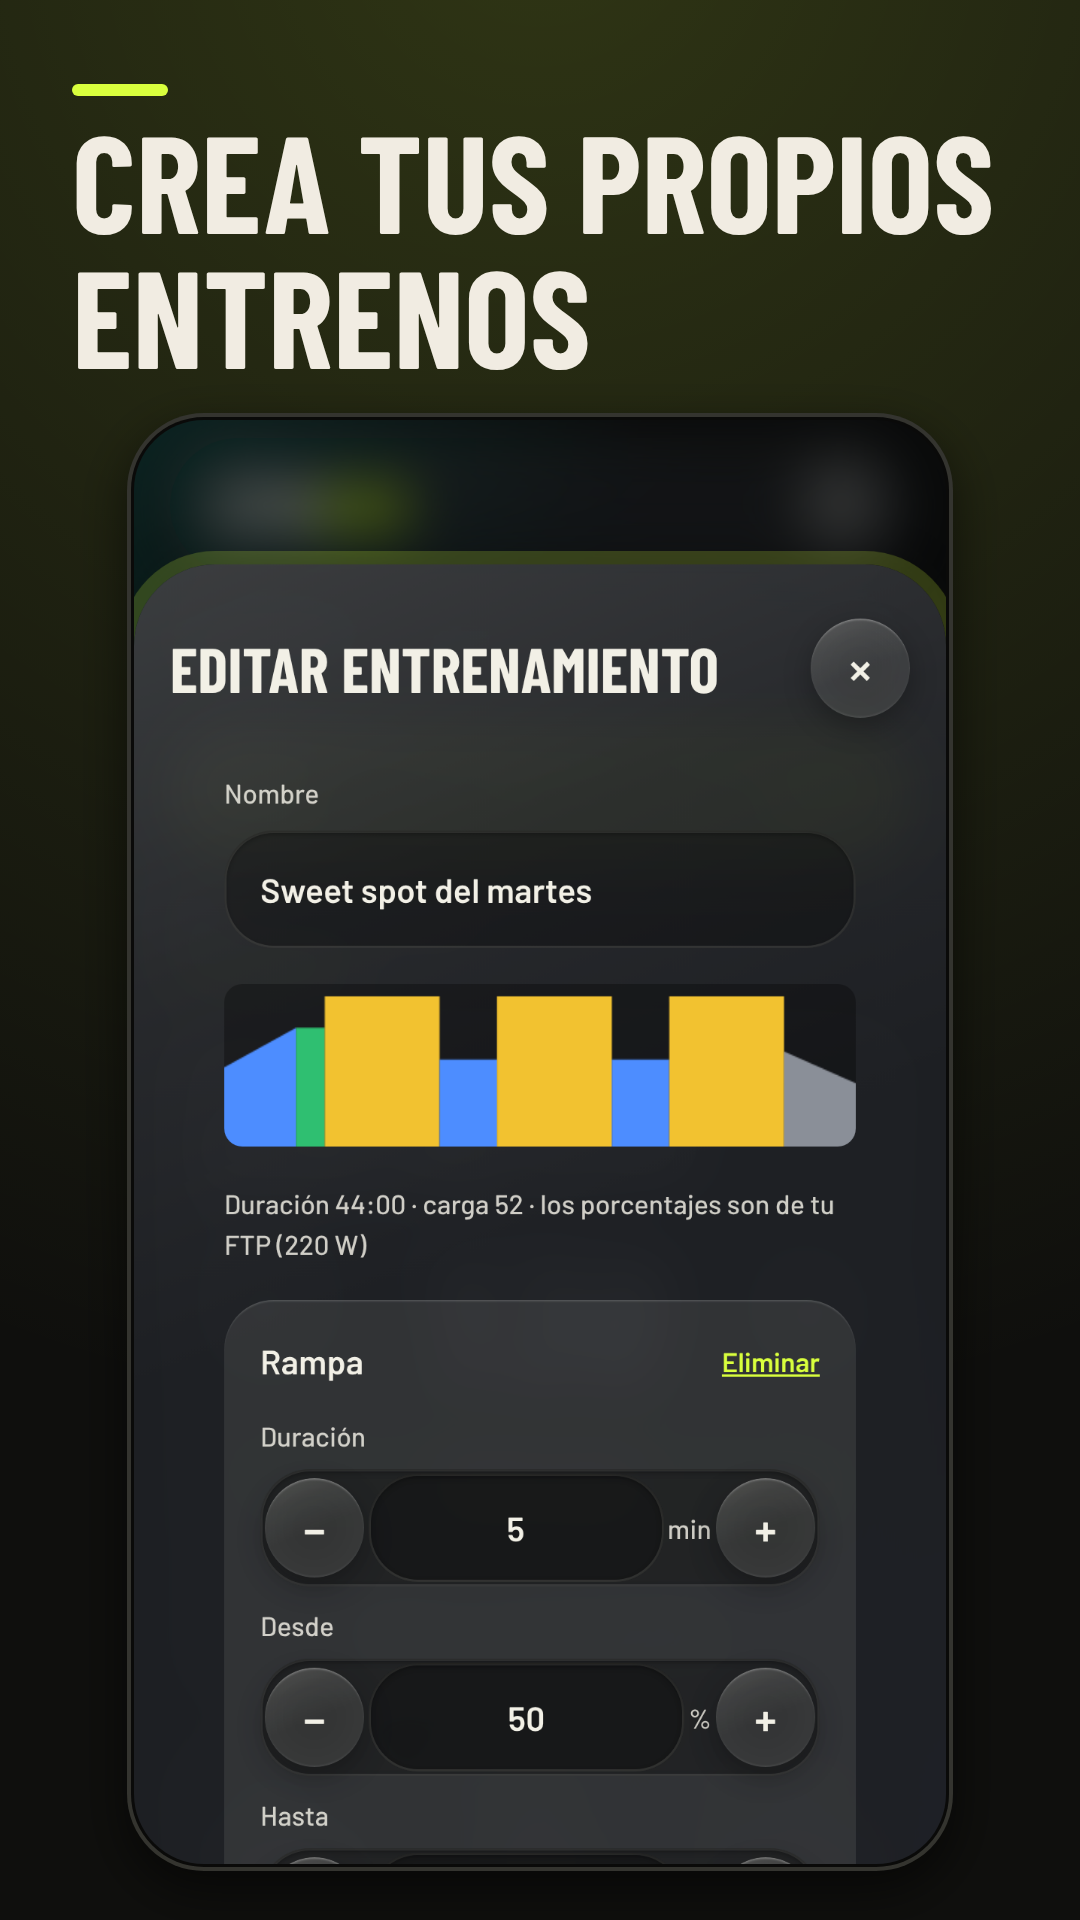 CREA TUS PROPIOS
ENTRENOS
EDITAR ENTRENAMIENTO
×
Nombre
Sweet spot del martes
Duración 44:00 · carga 52 · los porcentajes son de tu
FTP (220 W)
Rampa
Eliminar
Duración
− 5 min +
Desde
− 50 % +
Hasta